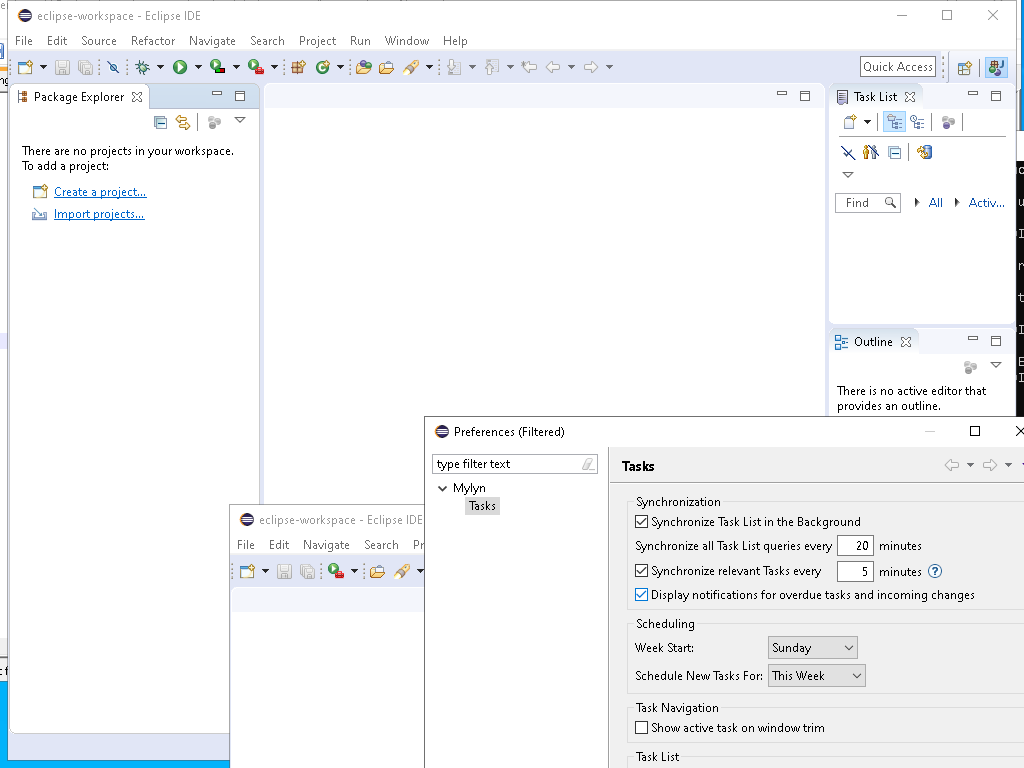 eclipse-workspace - Eclipse IDE
File Edit Source Refactor Navigate Search Project Run Window Help
Quick Access
Package Explorer
Task List
There are no projects in your workspace.
To add a project:
Create a project...
Import projects...
Find All Activ...
Outline
There is no active editor that
provides an outline.
Preferences (Filtered)
type filter text
Tasks
Mylyn
Tasks
Synchronization
Synchronize Task List in the Background
Synchronize all Task List queries every 20 minutes
Synchronize relevant Tasks every 5 minutes
Display notifications for overdue tasks and incoming changes
Scheduling
Week Start: Sunday
Schedule New Tasks For: This Week
Task Navigation
Show active task on window trim
Task List
eclipse-workspace - Eclipse IDE
File Edit Navigate Search Pr